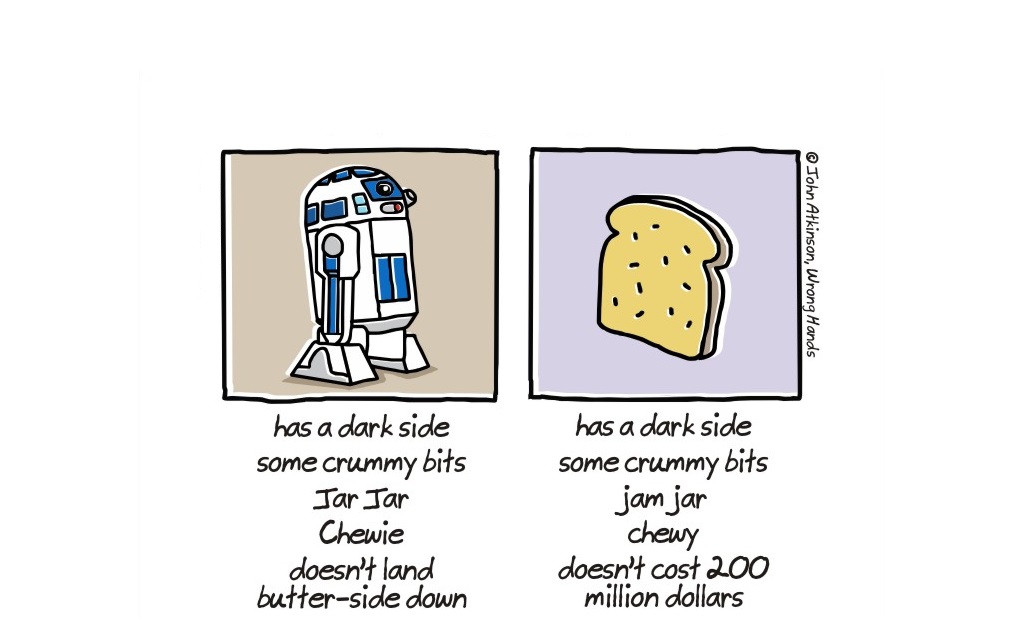 has a dark side
some crummy bits
Jar Jar
Chewie
doesn't land
butter-side down
has a dark side
some crummy bits
jam jar
chewy
doesn't cost 200
million dollars
© John Atkinson, Wrong Hands